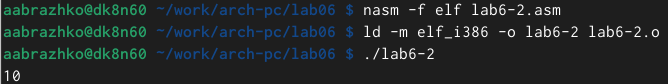 aabrazhko@dk8n60 ~/work/arch-pc/lab06 $ nasm -f elf lab6-2.asm
aabrazhko@dk8n60 ~/work/arch-pc/lab06 $ ld -m elf_i386 -o lab6-2 lab6-2.o
aabrazhko@dk8n60 ~/work/arch-pc/lab06 $ ./lab6-2
10